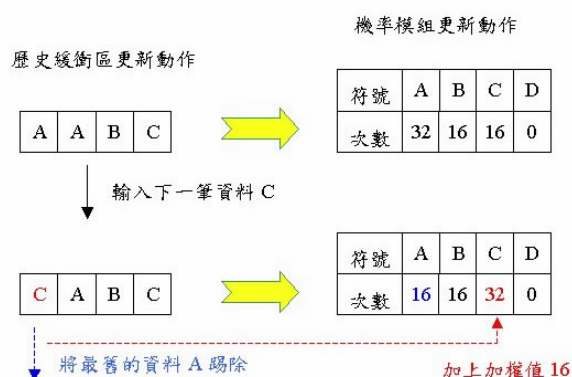 機率模組更新動作
歷史緩衝區更新動作
符號 A B C D
次數 32 16 16 0
A A B C
輸入下一筆資料 C
符號 A B C D
次數 16 16 32 0
C A B C
將最舊的資料 A 踢除
加上加權值 16